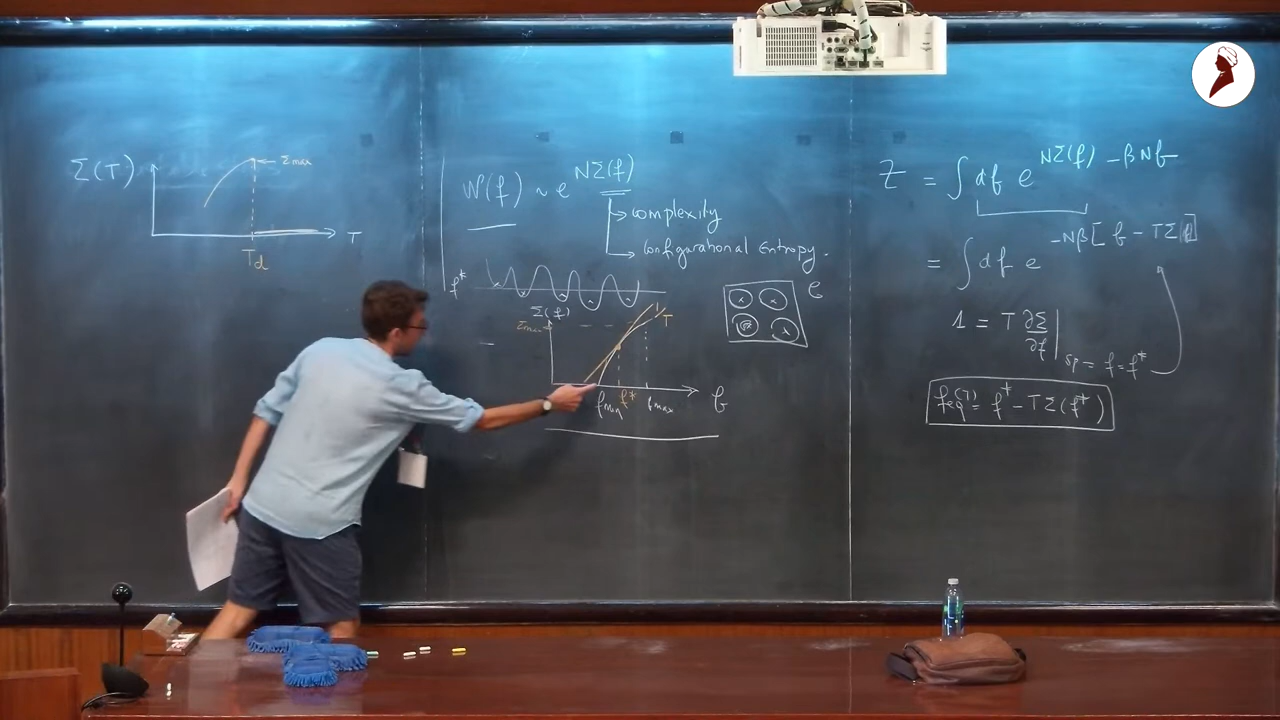 Σ(T)
Σmax
T
Td
N(f) ~ e^{NΣ(f)}
complexity
Configurational Entropy.
f*
Σ(f)
Σmax
T
fmin f* fmax f
e
Z = ∫ df e^{NΣ(f) - βNf}
= ∫ df e^{-Nβ[f - TΣ]}
1 = T ∂Σ/∂f | sp = f = f*
feq(T) = f* - TΣ(f*)